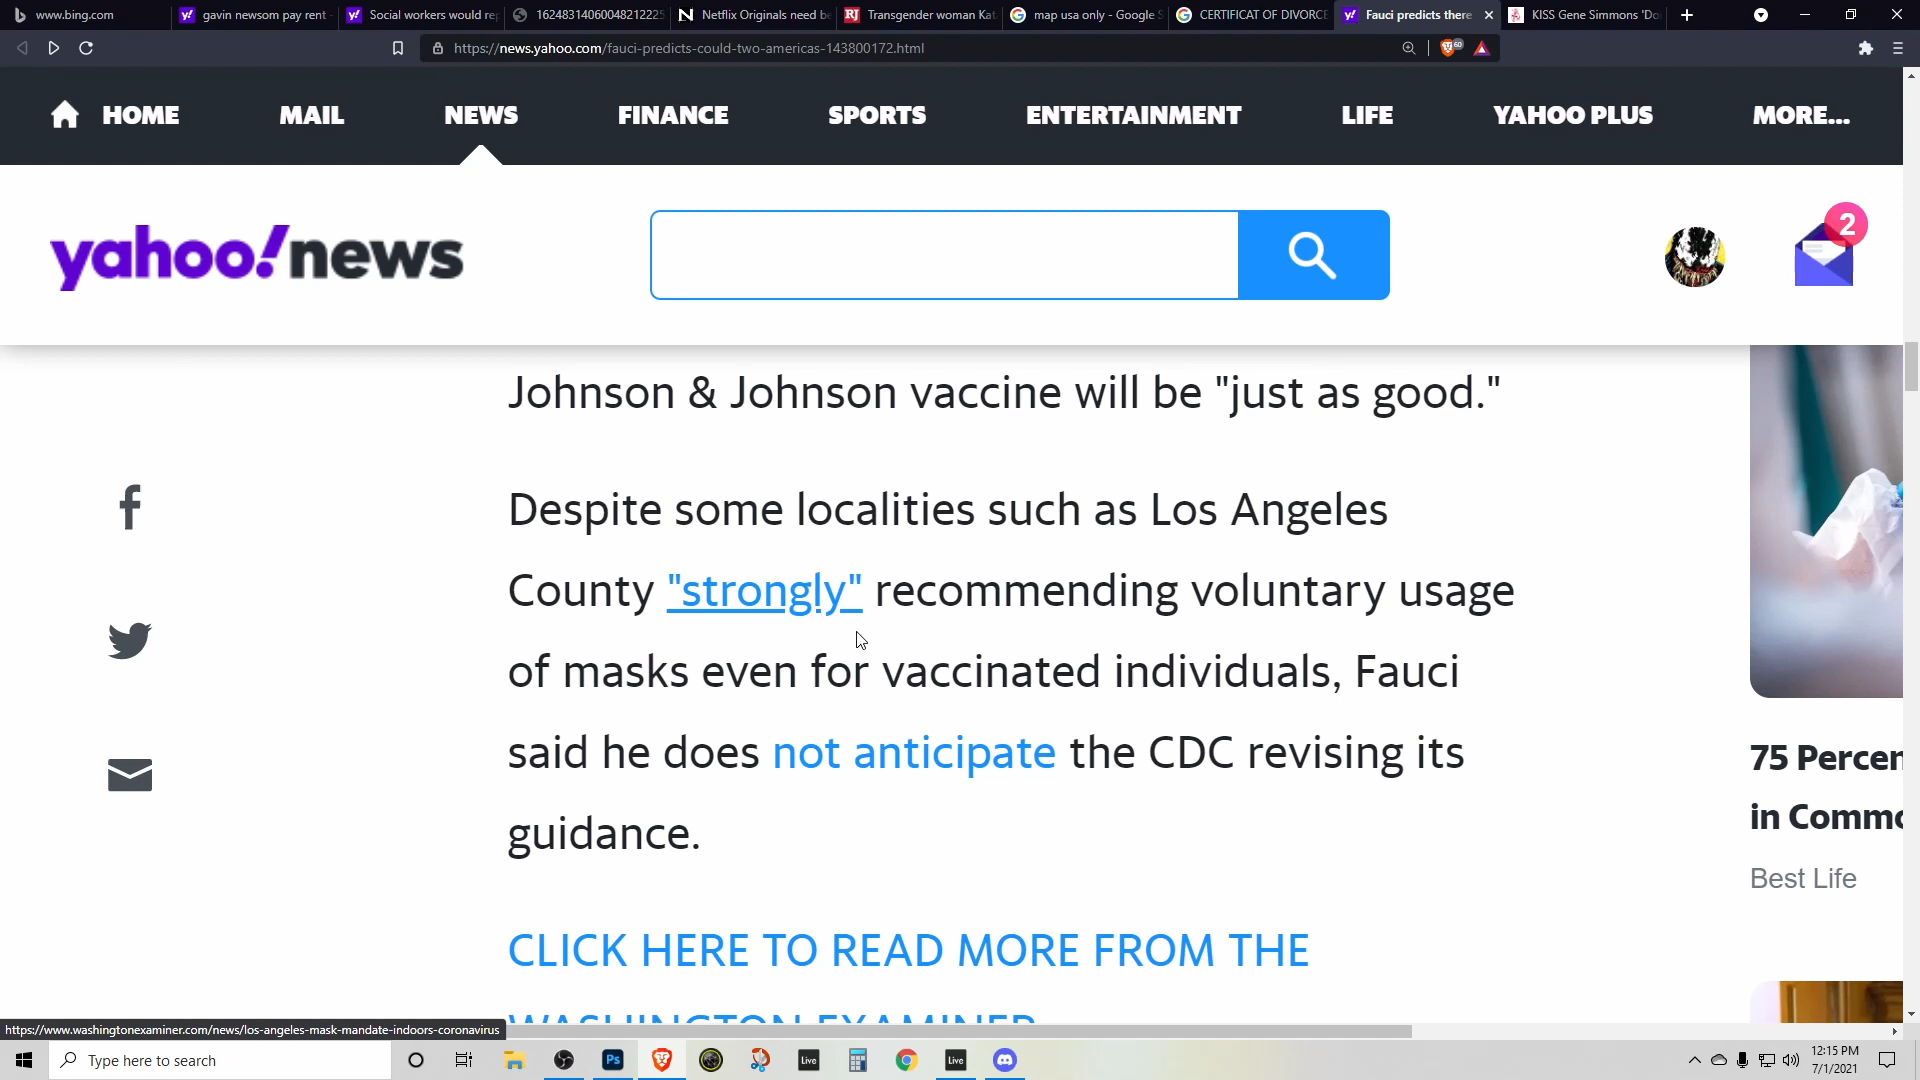 www.bing.com
gavin newsom pay rent
Social workers would re
16248314060048212225
Netflix Originals need be
Transgender woman Kat
map usa only - Google S
CERTIFICAT OF DIVORCE
Fauci predicts there
KISS Gene Simmons 'Do
https://news.yahoo.com/fauci-predicts-could-two-americas-143800172.html
60
HOME MAIL NEWS FINANCE SPORTS ENTERTAINMENT LIFE YAHOO PLUS MORE...
yahoo!news
2
Johnson & Johnson vaccine will be "just as good."
Despite some localities such as Los Angeles
County "strongly" recommending voluntary usage
of masks even for vaccinated individuals, Fauci
said he does not anticipate the CDC revising its
guidance.
CLICK HERE TO READ MORE FROM THE
WASHINGTON EXAMINER
75 Percen
in Commo
Best Life
https://www.washingtonexaminer.com/news/los-angeles-mask-mandate-indoors-coronavirus
Type here to search
Ps
Live
Live
12:15 PM
7/1/2021